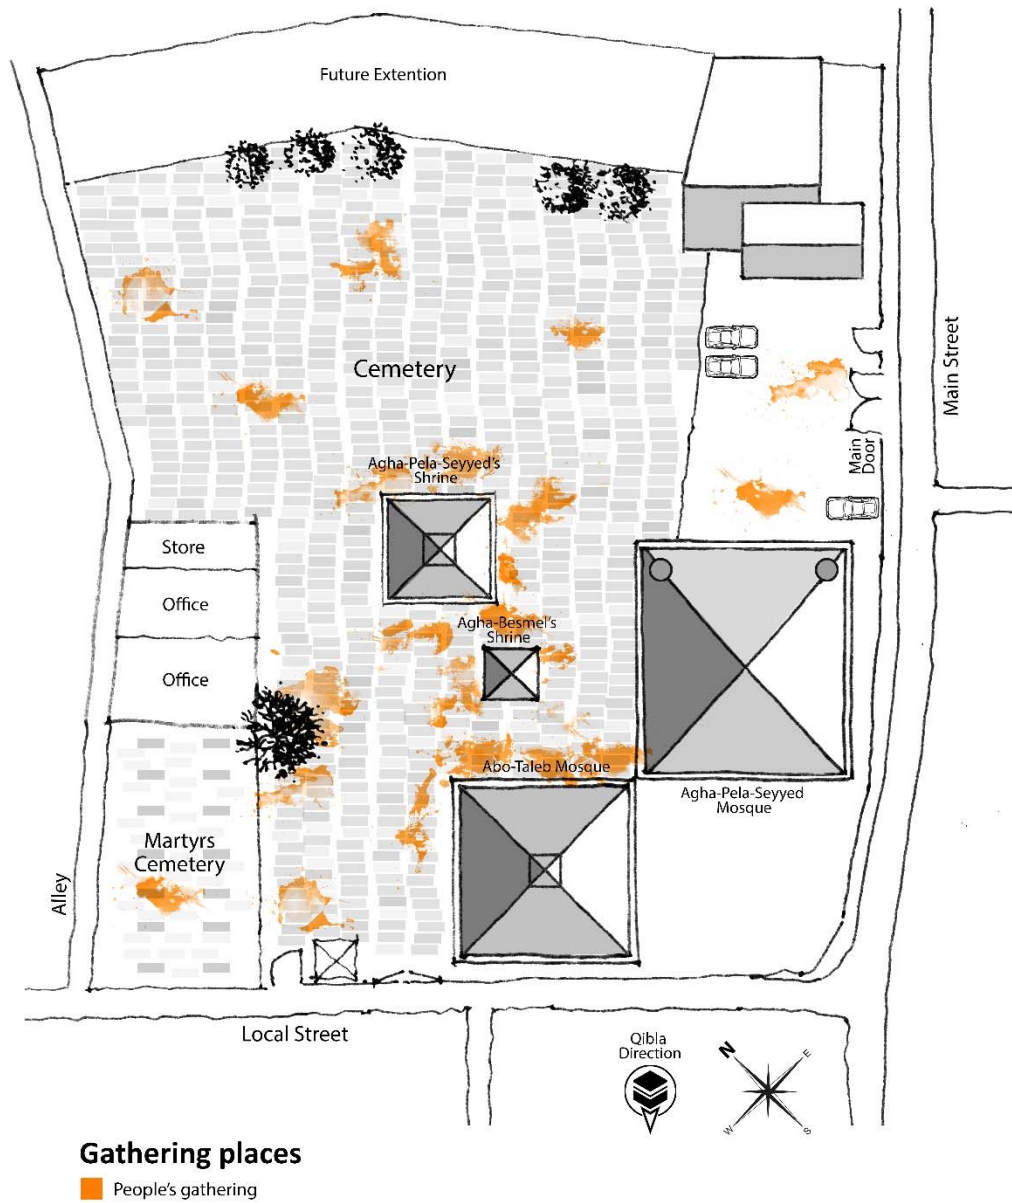 Future Extention
Cemetery
Main Street
Main
Door
Agha-Pela-Seyyed's
Shrine
Store
Office
Agha-Besmel's
Shrine
Office
Abo-Taleb Mosque
Agha-Pela-Seyyed
Mosque
Martyrs
Cemetery
Alley
Local Street
Qibla
Direction
N
E
W
S
Gathering places
People's gathering